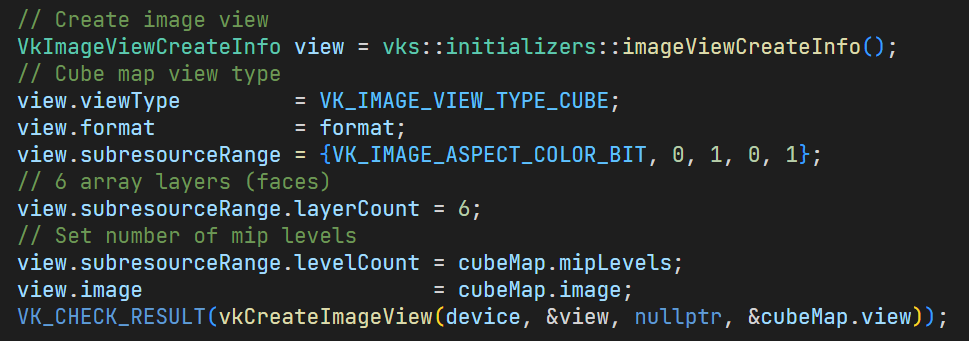 // Create image view
VkImageViewCreateInfo view = vks::initializers::imageViewCreateInfo();
// Cube map view type
view.viewType         = VK_IMAGE_VIEW_TYPE_CUBE;
view.format           = format;
view.subresourceRange = {VK_IMAGE_ASPECT_COLOR_BIT, 0, 1, 0, 1};
// 6 array layers (faces)
view.subresourceRange.layerCount = 6;
// Set number of mip levels
view.subresourceRange.levelCount = cubeMap.mipLevels;
view.image                       = cubeMap.image;
VK_CHECK_RESULT(vkCreateImageView(device, &view, nullptr, &cubeMap.view));